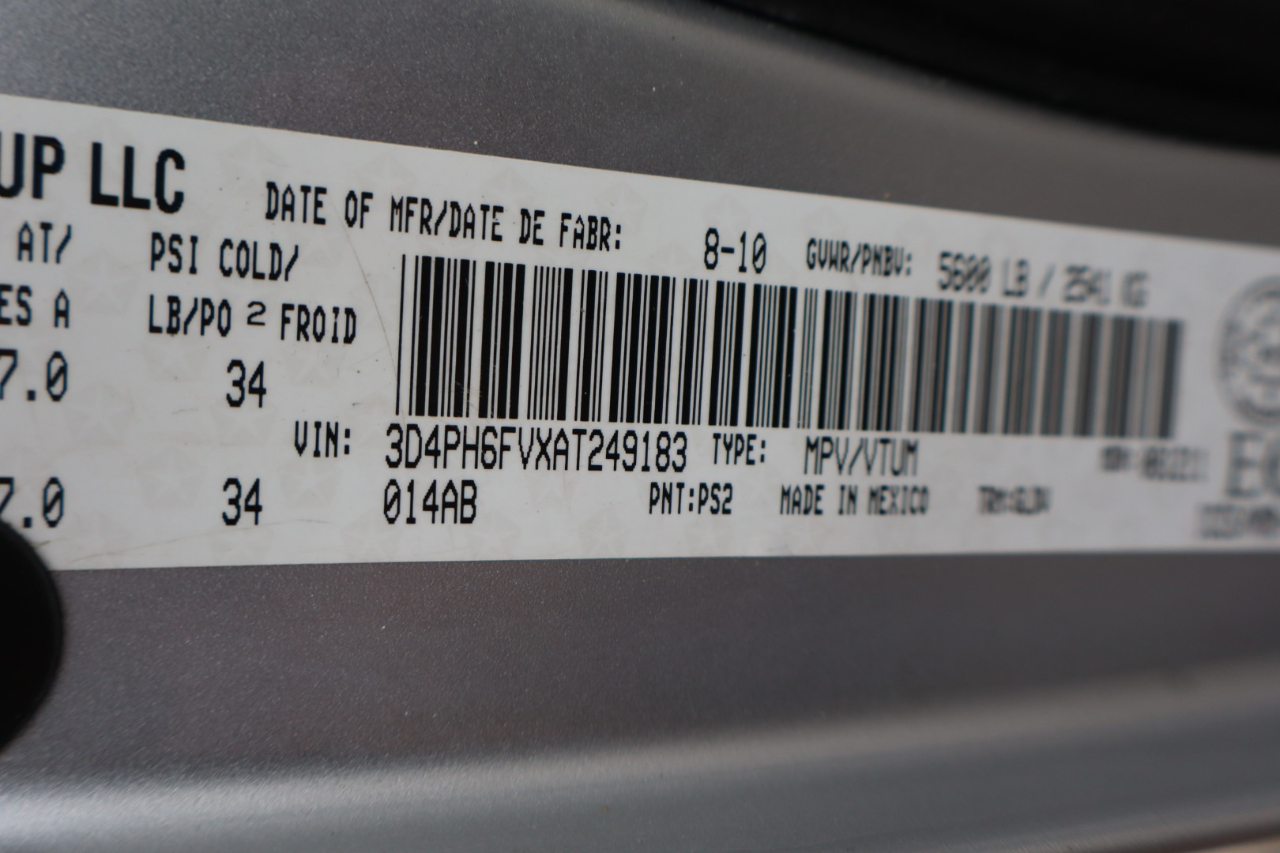 UP LLC
DATE OF MFR/DATE DE FABR: 8-10 GVWR/PNBV: 5600 LB / 2541 KG
AT/ PSI COLD/
ES A LB/PO 2 FROID
7.0 34
VIN: 3D4PH6FVXAT249183 TYPE: MPV/VTUM
7.0 34 014AB PNT:PS2 MADE IN MEXICO